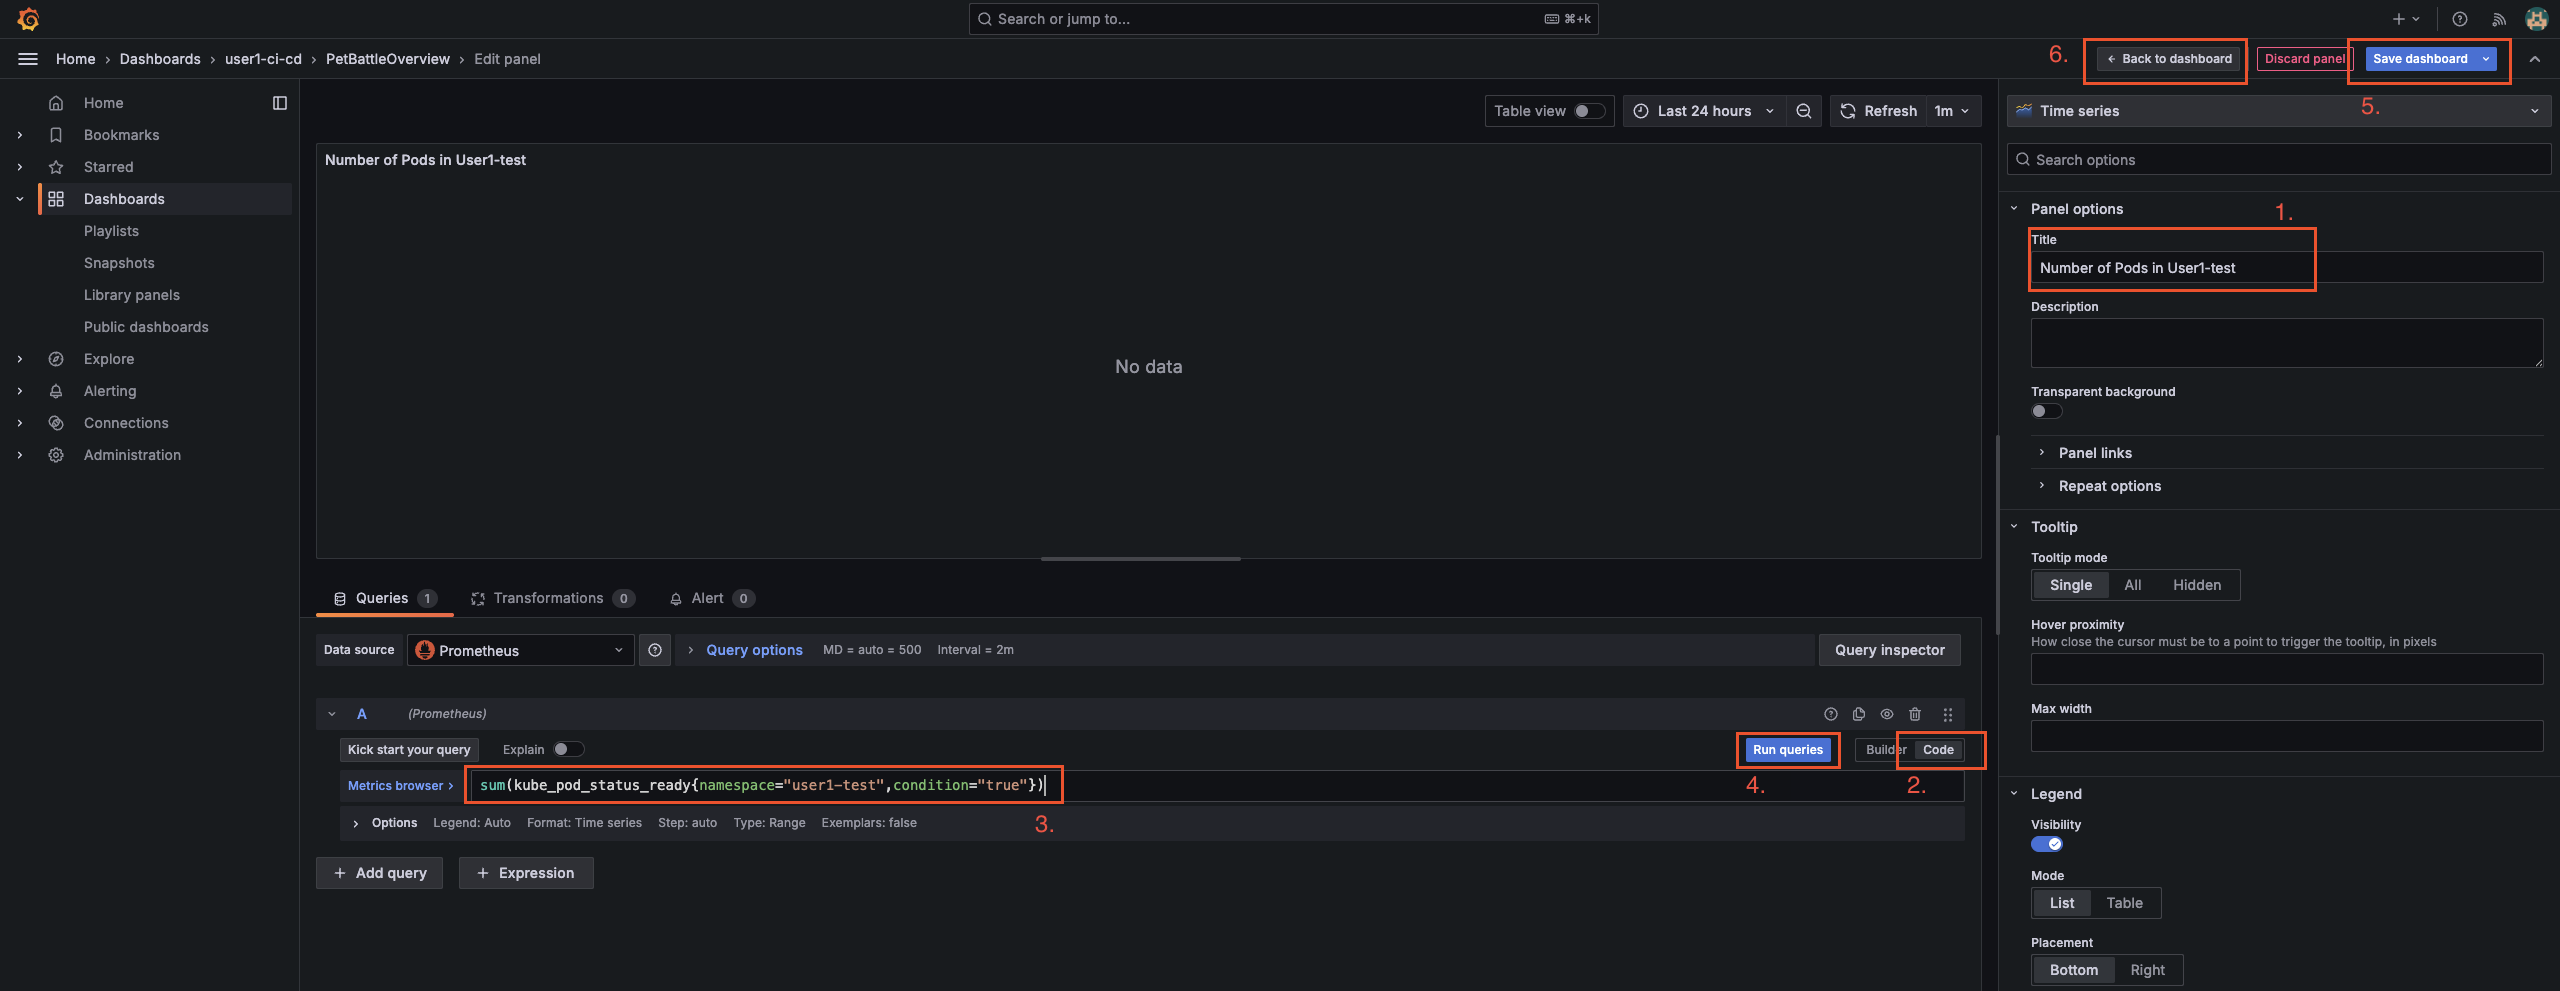 Search or jump to...
⌘+k
Home › Dashboards › user1-ci-cd › PetBattleOverview › Edit panel
6.
← Back to dashboard
Discard panel
Save dashboard
5.
Home
Bookmarks
Starred
Dashboards
Playlists
Snapshots
Library panels
Public dashboards
Explore
Alerting
Connections
Administration
Table view
Last 24 hours
Refresh
1m
Number of Pods in User1-test
No data
Queries 1
Transformations 0
Alert 0
Data source
Prometheus
Query options
MD = auto = 500
Interval = 2m
Query inspector
A
(Prometheus)
Kick start your query
Explain
Run queries
Builder
Code
4.
2.
Metrics browser >
sum(kube_pod_status_ready{namespace="user1-test",condition="true"})
3.
Options
Legend: Auto
Format: Time series
Step: auto
Type: Range
Exemplars: false
+ Add query
+ Expression
Time series
Search options
Panel options
1.
Title
Number of Pods in User1-test
Description
Transparent background
Panel links
Repeat options
Tooltip
Tooltip mode
Single
All
Hidden
Hover proximity
How close the cursor must be to a point to trigger the tooltip, in pixels
Max width
Legend
Visibility
Mode
List
Table
Placement
Bottom
Right